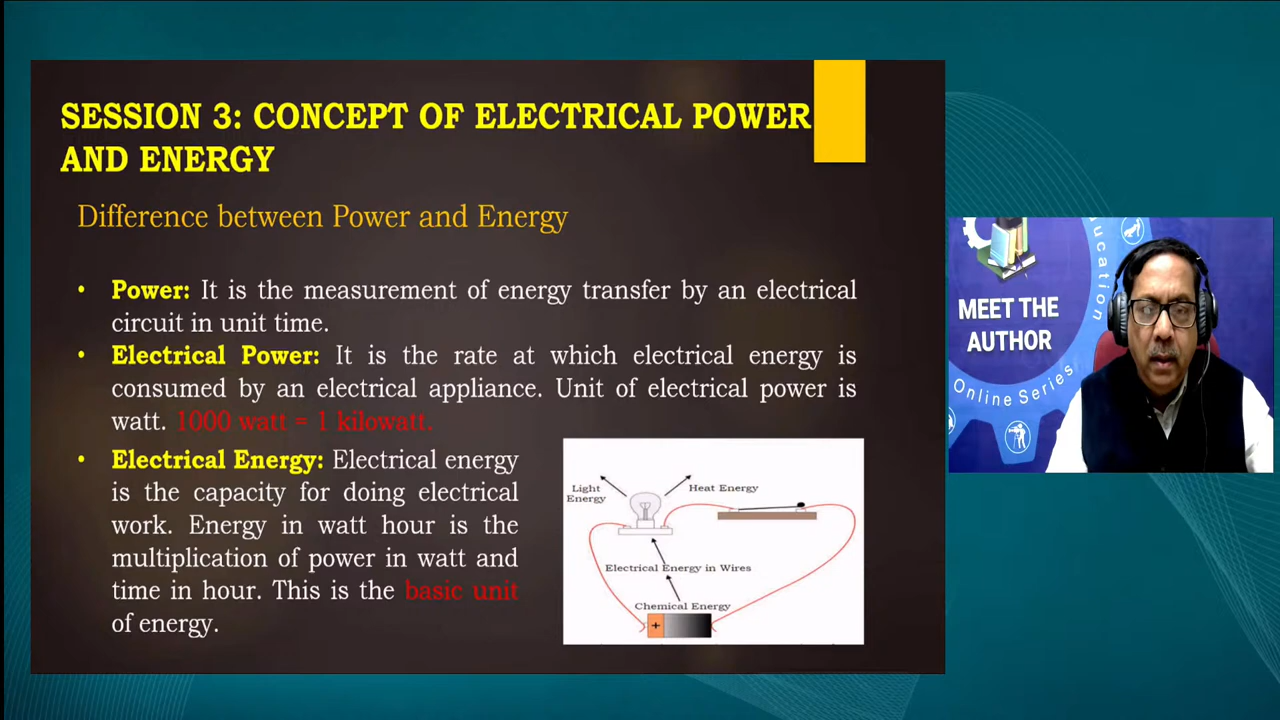 SESSION 3: CONCEPT OF ELECTRICAL POWER
AND ENERGY
Difference between Power and Energy
• Power: It is the measurement of energy transfer by an electrical
circuit in unit time.
• Electrical Power: It is the rate at which electrical energy is
consumed by an electrical appliance. Unit of electrical power is
watt. 1000 watt = 1 kilowatt.
• Electrical Energy: Electrical energy
is the capacity for doing electrical
work. Energy in watt hour is the
multiplication of power in watt and
time in hour. This is the basic unit
of energy.
Light
Energy
Heat Energy
Electrical Energy in Wires
Chemical Energy
+
MEET THE
AUTHOR
Online Series